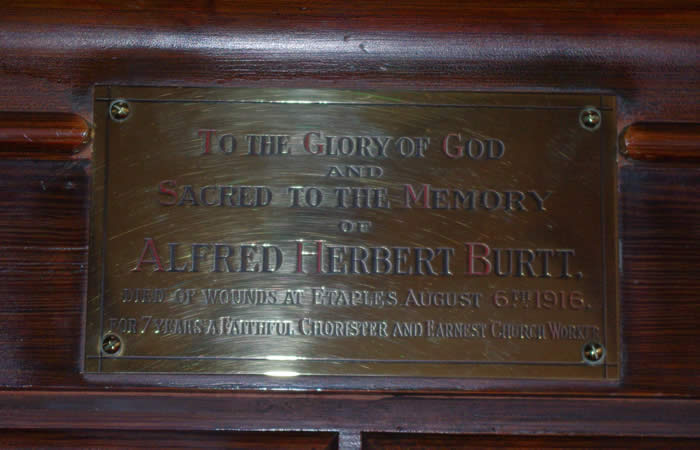 To the Glory of God
and
Sacred to the Memory
of
Alfred Herbert Burtt.
Died of wounds at Etaples August 6th 1916.
For 7 years a Faithful Chorister and Earnest Church Worker